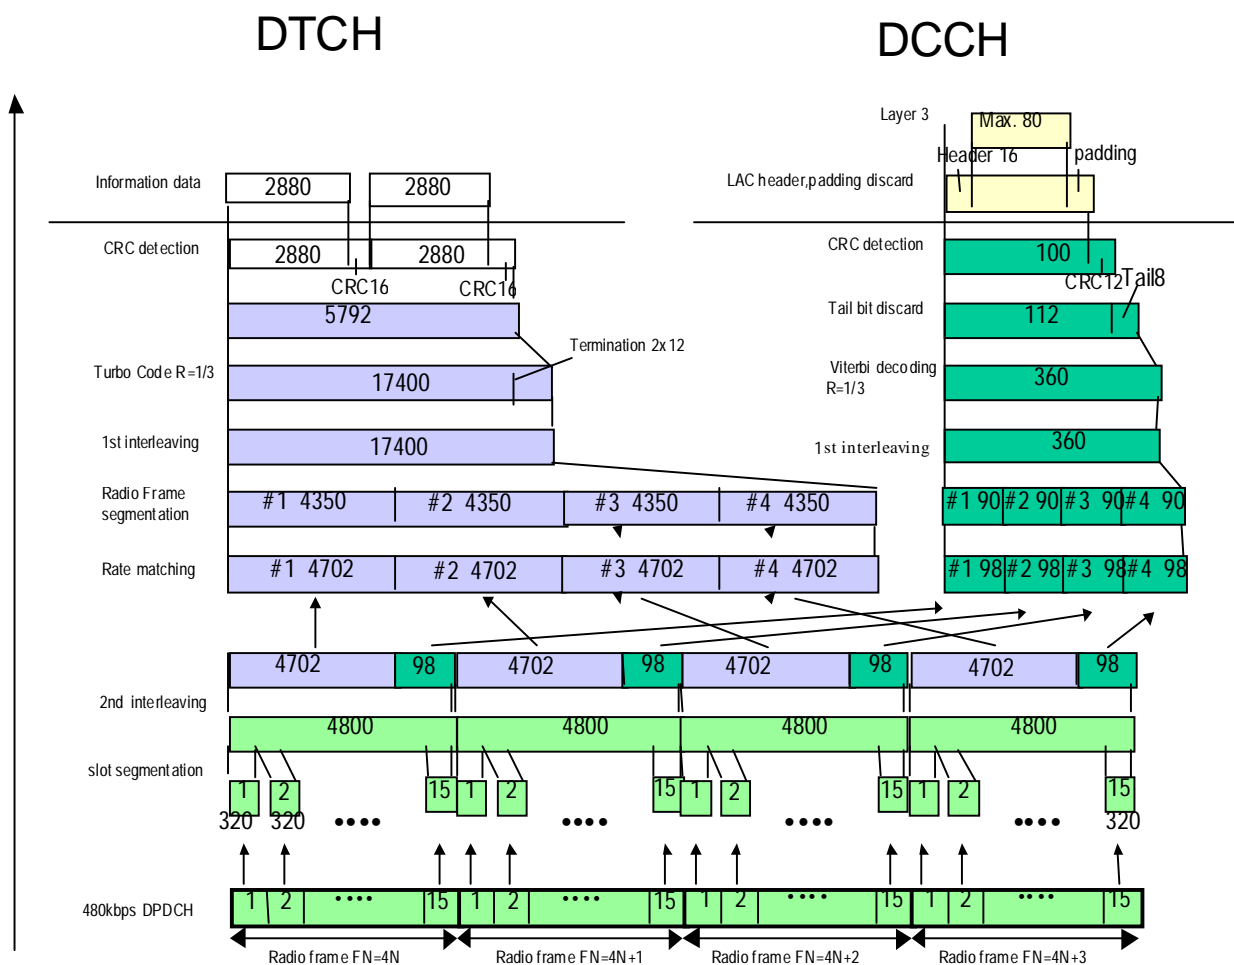 DTCH
DCCH
Layer 3
Max. 80
Header 16
padding
Information data
2880
2880
LAC header,padding discard
CRC detection
2880
2880
CRC16
CRC16
CRC detection
100
CRC12
Tail8
5792
Tail bit discard
112
Termination 2x12
Turbo Code R=1/3
17400
Viterbi decoding
R=1/3
360
1st interleaving
17400
1st interleaving
360
Radio Frame
segmentation
#1 4350
#2 4350
#3 4350
#4 4350
#1 90
#2 90
#3 90
#4 90
Rate matching
#1 4702
#2 4702
#3 4702
#4 4702
#1 98
#2 98
#3 98
#4 98
4702
98
4702
98
4702
98
4702
98
2nd interleaving
4800
4800
4800
4800
slot segmentation
1
2
15
1
2
15
1
2
15
1
2
15
320
320
••••
••••
••••
••••
320
480kbps DPDCH
1
2
••••
15
1
2
••••
15
1
2
••••
15
1
2
••••
15
Radio frame FN=4N
Radio frame FN=4N+1
Radio frame FN=4N+2
Radio frame FN=4N+3